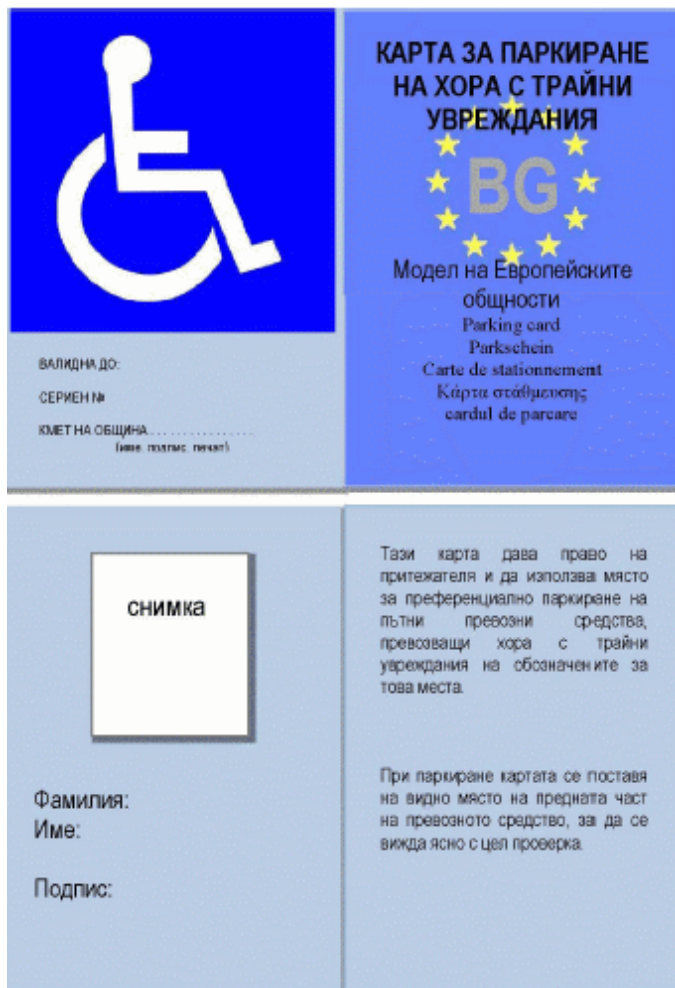 КАРТА ЗА ПАРКИРАНЕ
НА ХОРА С ТРАЙНИ
УВРЕЖДАНИЯ
BG
Модел на Европейските
общности
Parking card
Parkschein
Carte de stationnement
Κάρτα στάθμευσης
cardul de parcare
ВАЛИДНА ДО:
СЕРИЕН №
КМЕТ НА ОБЩИНА.................
(име, подпис, печат)
снимка
Фамилия:
Име:
Подпис:
Тази карта дава право на
притежателя и да използва място
за преференциално паркиране на
пътни превозни средства,
превозващи хора с трайни
увреждания на обозначените за
това места.
При паркиране картата се поставя
на видно място на предната част
на превозното средство, за да се
вижда ясно с цел проверка.